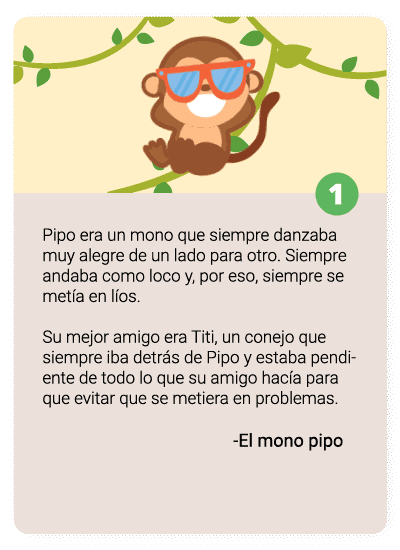 1
Pipo era un mono que siempre danzaba
muy alegre de un lado para otro. Siempre
andaba como loco y, por eso, siempre se
metía en líos.
Su mejor amigo era Titi, un conejo que
siempre iba detrás de Pipo y estaba pendi-
ente de todo lo que su amigo hacía para
que evitar que se metiera en problemas.
-El mono pipo